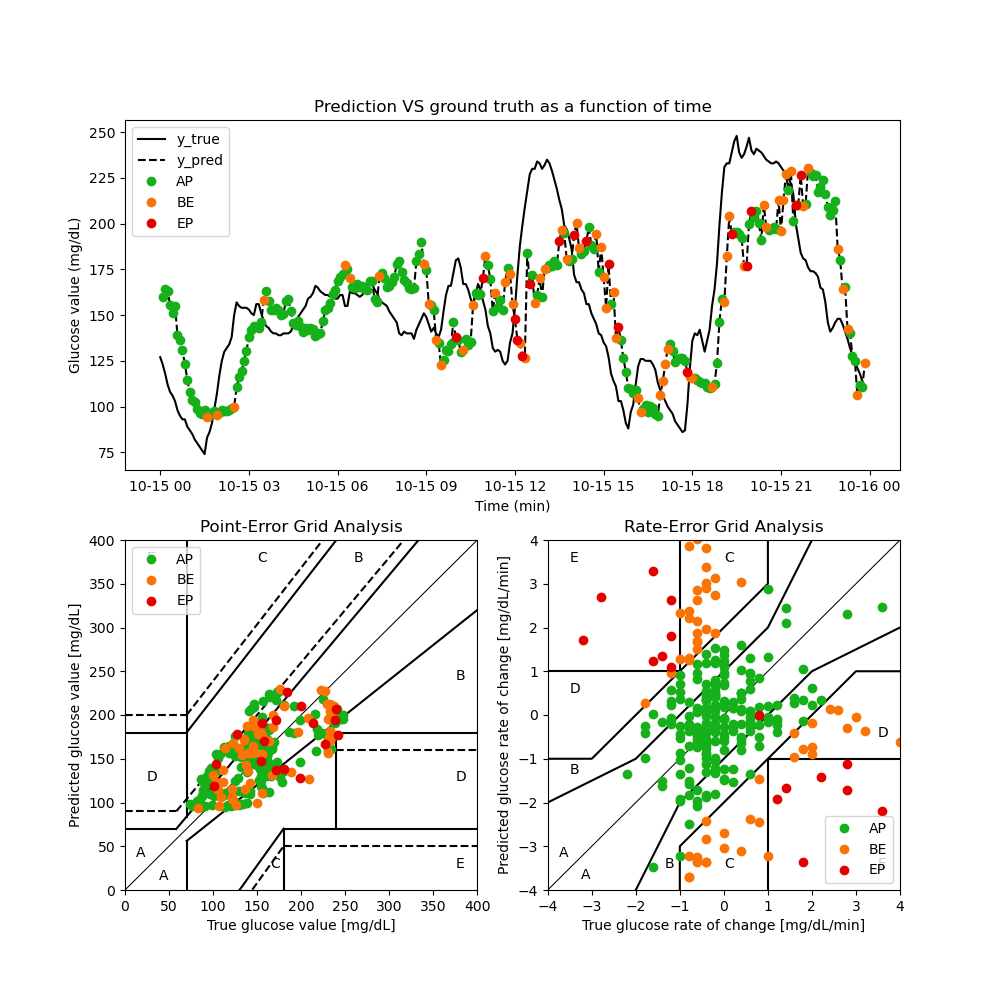 Prediction VS ground truth as a function of time
Glucose value (mg/dL)
250
225
200
175
150
125
100
75
y_true
y_pred
AP
BE
EP
10-15 00 10-15 03 10-15 06 10-15 09 10-15 12 10-15 15 10-15 18 10-15 21 10-16 00
Time (min)
Point-Error Grid Analysis
Predicted glucose value [mg/dL]
400
350
300
250
200
150
100
50
0
AP
BE
EP
C
B
B
D
D
A
A
C
E
0 50 100 150 200 250 300 350 400
True glucose value [mg/dL]
Rate-Error Grid Analysis
Predicted glucose rate of change [mg/dL/min]
4
3
2
1
0
−1
−2
−3
−4
E
C
D
D
B
A
A
B
C
AP
BE
EP
−4 −3 −2 −1 0 1 2 3 4
True glucose rate of change [mg/dL/min]